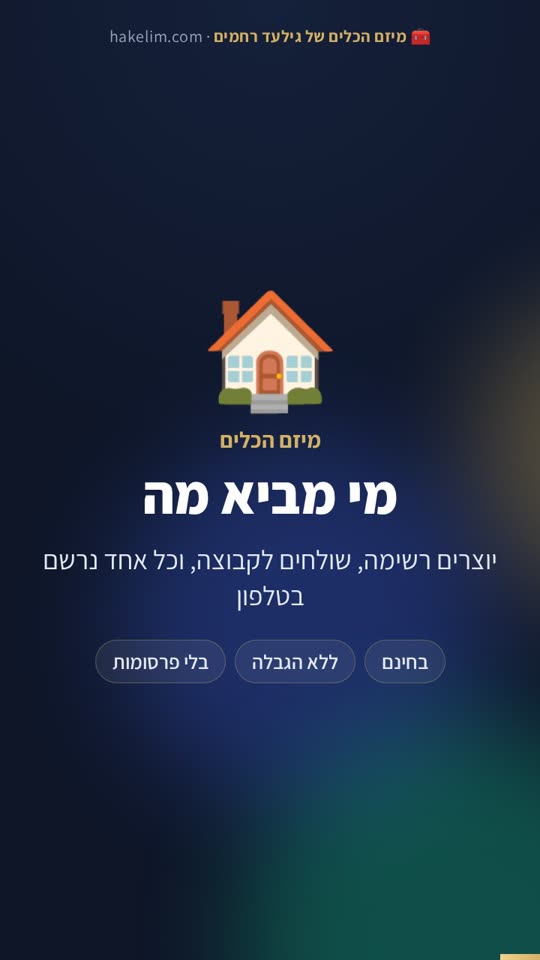 🧰 מיזם הכלים של גילעד רחמים · hakelim.com
מיזם הכלים
מי מביא מה
יוצרים רשימה, שולחים לקבוצה, וכל אחד נרשם
בטלפון
בחינם
ללא הגבלה
בלי פרסומות